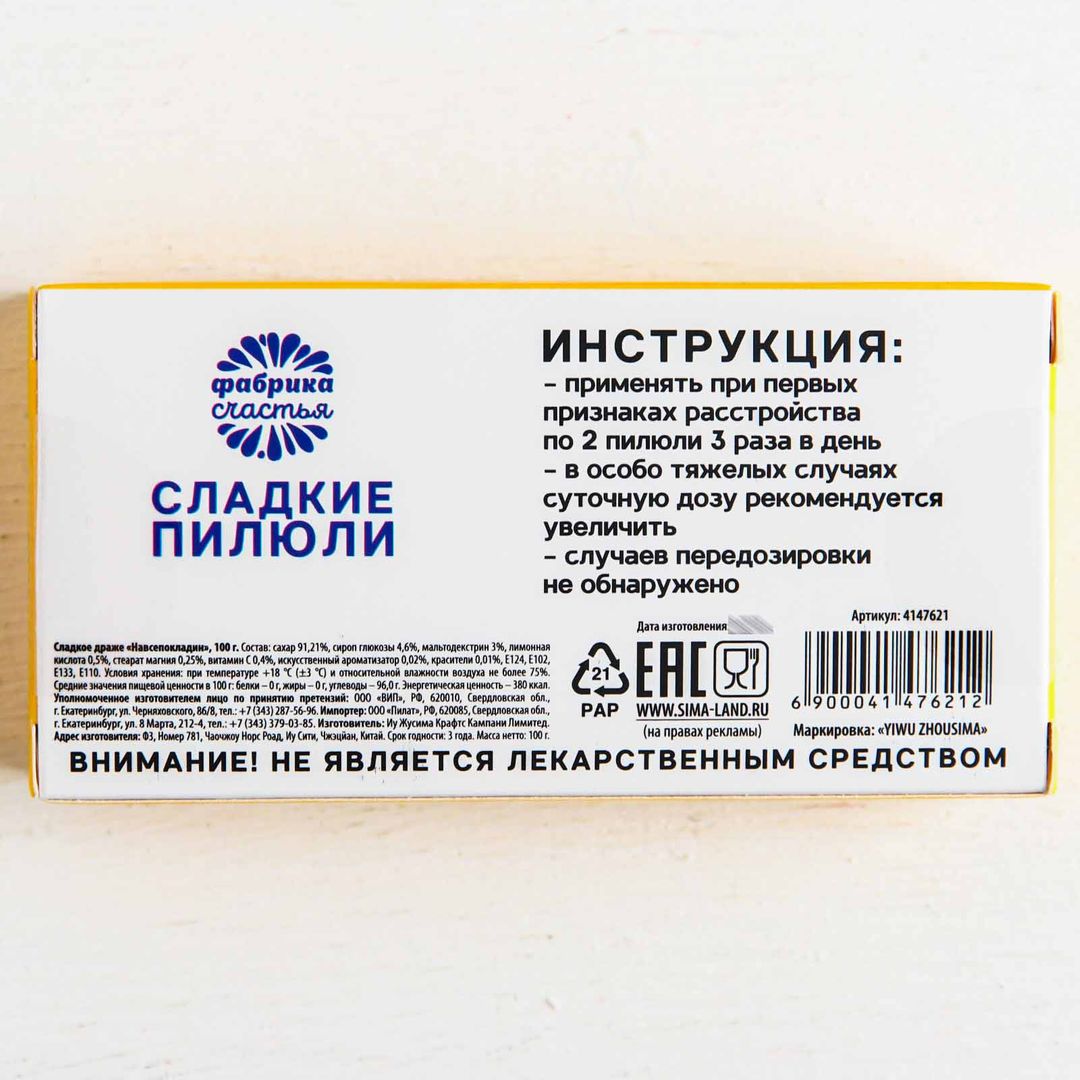 фабрика
счастья
СЛАДКИЕ
ПИЛЮЛИ
ИНСТРУКЦИЯ:
– применять при первых
признаках расстройства
по 2 пилюли 3 раза в день
– в особо тяжелых случаях
суточную дозу рекомендуется
увеличить
– случаев передозировки
не обнаружено
Сладкое драже «Навсепокладин», 100 г. Состав: сахар 91,21%, сироп глюкозы 4,6%, мальтодекстрин 3%, лимонная
кислота 0,5%, стеарат магния 0,25%, витамин С 0,4%, искусственный ароматизатор 0,02%, красители 0,01%, Е124, Е102,
Е133, Е110. Условия хранения: при температуре +18 °С (±3 °С) и относительной влажности воздуха не более 75%.
Средние значения пищевой ценности в 100 г: белки – 0 г, жиры – 0 г, углеводы – 96,0 г. Энергетическая ценность – 380 ккал.
Уполномоченное изготовителем лицо по принятию претензий: ООО «ВИП», РФ, 620010, Свердловская обл.,
г. Екатеринбург, ул. Черняховского, 86/8, тел.: +7 (343) 287-56-96. Импортер: ООО «Пилат», РФ, 620085, Свердловская обл.,
г. Екатеринбург, ул. 8 Марта, 212-4, тел.: +7 (343) 379-03-85. Изготовитель: Иу Жусима Крафтс Кампани Лимитед.
Адрес изготовителя: Ф3, Номер 781, Чаочжоу Норс Роад, Иу Сити, Чжэцзян, Китай. Срок годности: 3 года. Масса нетто: 100 г.
21
PAP
Дата изготовления
EAC
WWW.SIMA-LAND.RU
(на правах рекламы)
Артикул: 4147621
6 900041 476212
Маркировка: «YIWU ZHOUSIMA»
ВНИМАНИЕ! НЕ ЯВЛЯЕТСЯ ЛЕКАРСТВЕННЫМ СРЕДСТВОМ